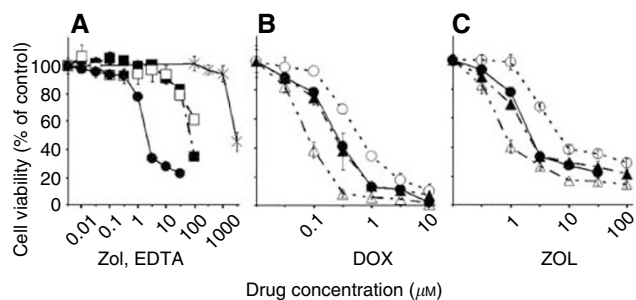 A
B
C
Cell viability (% of control)
100
80
60
40
20
0
0.01
0.1
1
10
100
1000
0.1
1
10
1
10
100
Zol, EDTA
DOX
ZOL
Drug concentration (μM)